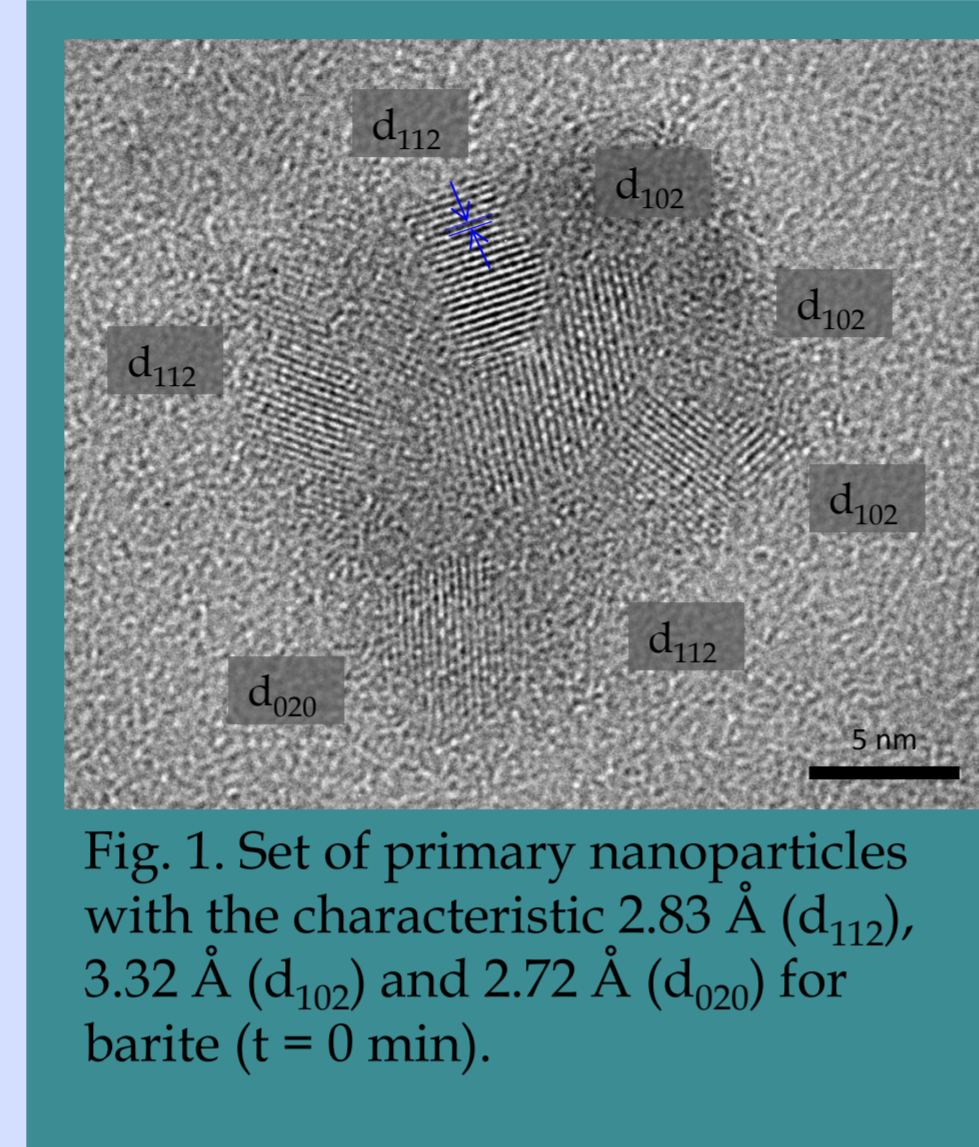 d₁₁₂
d₁₀₂
d₁₀₂
d₁₁₂
d₁₀₂
d₁₁₂
d₀₂₀
5 nm
Fig. 1. Set of primary nanoparticles
with the characteristic 2.83 Å (d₁₁₂),
3.32 Å (d₁₀₂) and 2.72 Å (d₀₂₀) for
barite (t = 0 min).